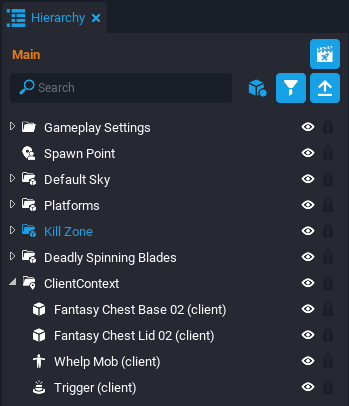 Hierarchy
Main
Search
Gameplay Settings
Spawn Point
Default Sky
Platforms
Kill Zone
Deadly Spinning Blades
ClientContext
Fantasy Chest Base 02 (client)
Fantasy Chest Lid 02 (client)
Whelp Mob (client)
Trigger (client)